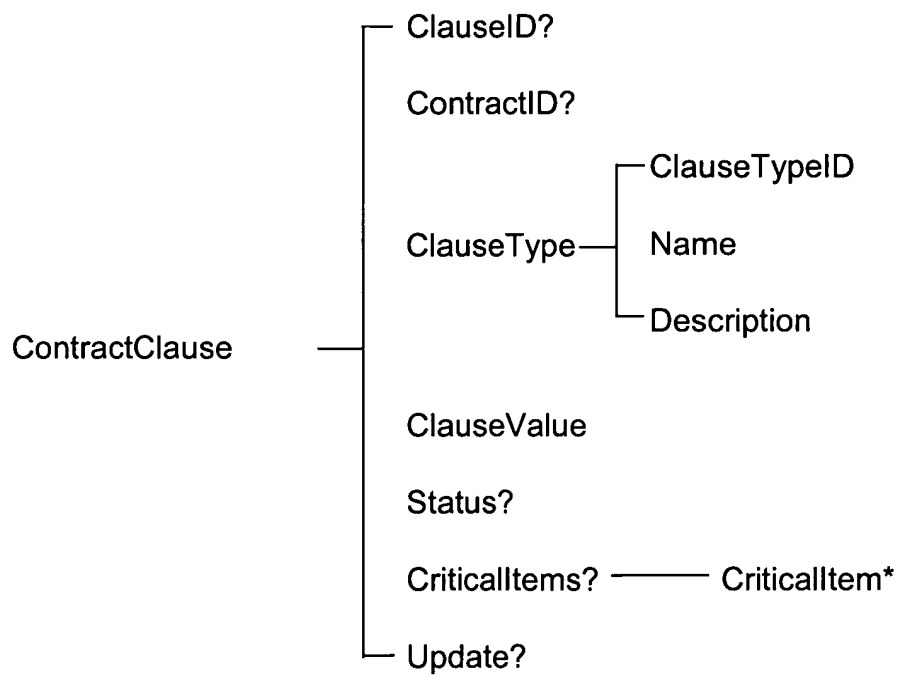 ClauseID?
ContractID?
ClauseTypeID
ClauseType
Name
Description
ContractClause
ClauseValue
Status?
CriticalItems?
CriticalItem*
Update?